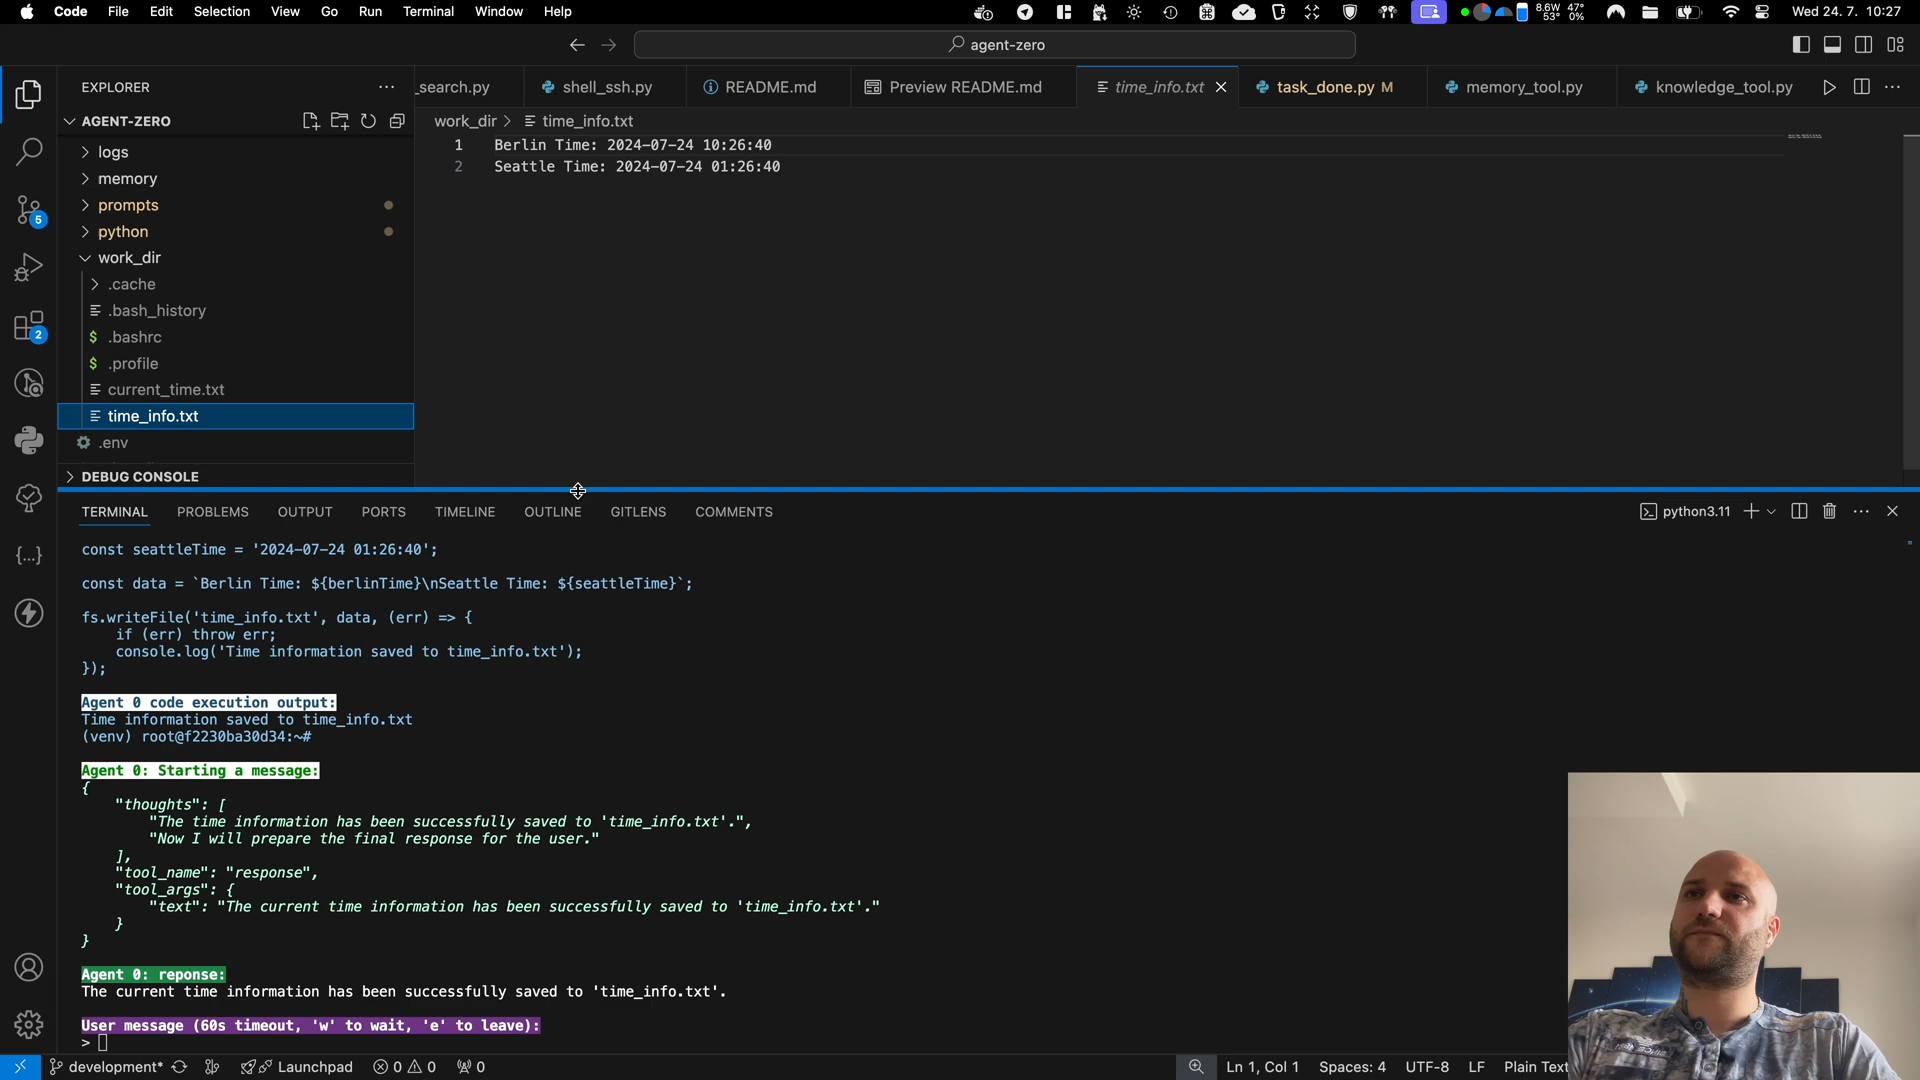 Code File Edit Selection View Go Run Terminal Window Help 8.6W 53° 47° 0% Wed 24. 7. 10:27
agent-zero
EXPLORER
_search.py shell_ssh.py README.md Preview README.md time_info.txt task_done.py M memory_tool.py knowledge_tool.py
AGENT-ZERO
work_dir > time_info.txt
logs
memory
prompts
python
work_dir
.cache
.bash_history
.bashrc
.profile
current_time.txt
time_info.txt
.env
DEBUG CONSOLE
5
2
1 Berlin Time: 2024-07-24 10:26:40
2 Seattle Time: 2024-07-24 01:26:40
TERMINAL PROBLEMS OUTPUT PORTS TIMELINE OUTLINE GITLENS COMMENTS python3.11
const seattleTime = '2024-07-24 01:26:40';
const data = `Berlin Time: ${berlinTime}\nSeattle Time: ${seattleTime}`;
fs.writeFile('time_info.txt', data, (err) => {
if (err) throw err;
console.log('Time information saved to time_info.txt');
});
Agent 0 code execution output:
Time information saved to time_info.txt
(venv) root@f2230ba30d34:~#
Agent 0: Starting a message:
{
"thoughts": [
"The time information has been successfully saved to 'time_info.txt'.",
"Now I will prepare the final response for the user."
],
"tool_name": "response",
"tool_args": {
"text": "The current time information has been successfully saved to 'time_info.txt'."
}
}
Agent 0: reponse:
The current time information has been successfully saved to 'time_info.txt'.
User message (60s timeout, 'w' to wait, 'e' to leave):
>
development* Launchpad 0 0 0 Ln 1, Col 1 Spaces: 4 UTF-8 LF Plain Text